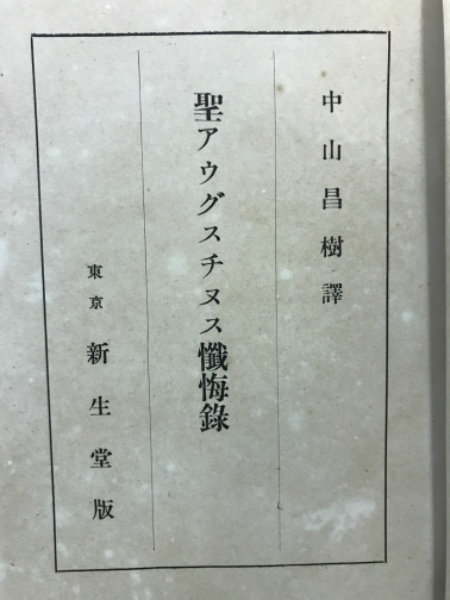 中山昌樹譯
聖アウグスチヌス懺悔錄
東京 新生堂版